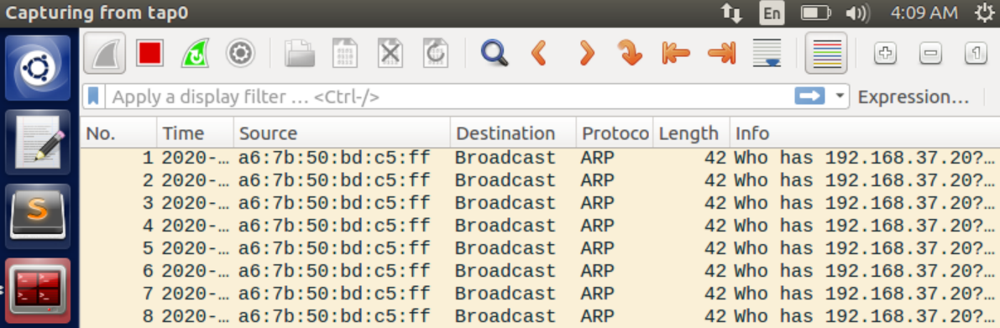 Capturing from tap0 En 4:09 AM
Apply a display filter … <Ctrl-/> Expression…
No. Time Source Destination Protoco Length Info
1 2020-… a6:7b:50:bd:c5:ff Broadcast ARP 42 Who has 192.168.37.20?…
2 2020-… a6:7b:50:bd:c5:ff Broadcast ARP 42 Who has 192.168.37.20?…
3 2020-… a6:7b:50:bd:c5:ff Broadcast ARP 42 Who has 192.168.37.20?…
4 2020-… a6:7b:50:bd:c5:ff Broadcast ARP 42 Who has 192.168.37.20?…
5 2020-… a6:7b:50:bd:c5:ff Broadcast ARP 42 Who has 192.168.37.20?…
6 2020-… a6:7b:50:bd:c5:ff Broadcast ARP 42 Who has 192.168.37.20?…
7 2020-… a6:7b:50:bd:c5:ff Broadcast ARP 42 Who has 192.168.37.20?…
8 2020-… a6:7b:50:bd:c5:ff Broadcast ARP 42 Who has 192.168.37.20?…